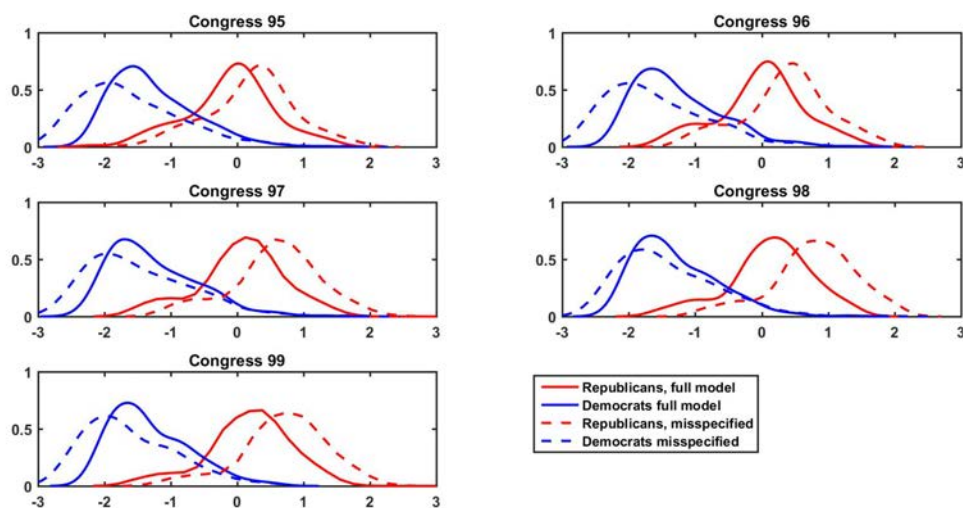 Congress 95
1
0.5
0
-3 -2 -1 0 1 2 3
Congress 96
1
0.5
0
-3 -2 -1 0 1 2 3
Congress 97
1
0.5
0
-3 -2 -1 0 1 2 3
Congress 98
1
0.5
0
-3 -2 -1 0 1 2 3
Congress 99
1
0.5
0
-3 -2 -1 0 1 2 3
Republicans, full model
Democrats full model
Republicans, misspecified
Democrats misspecified